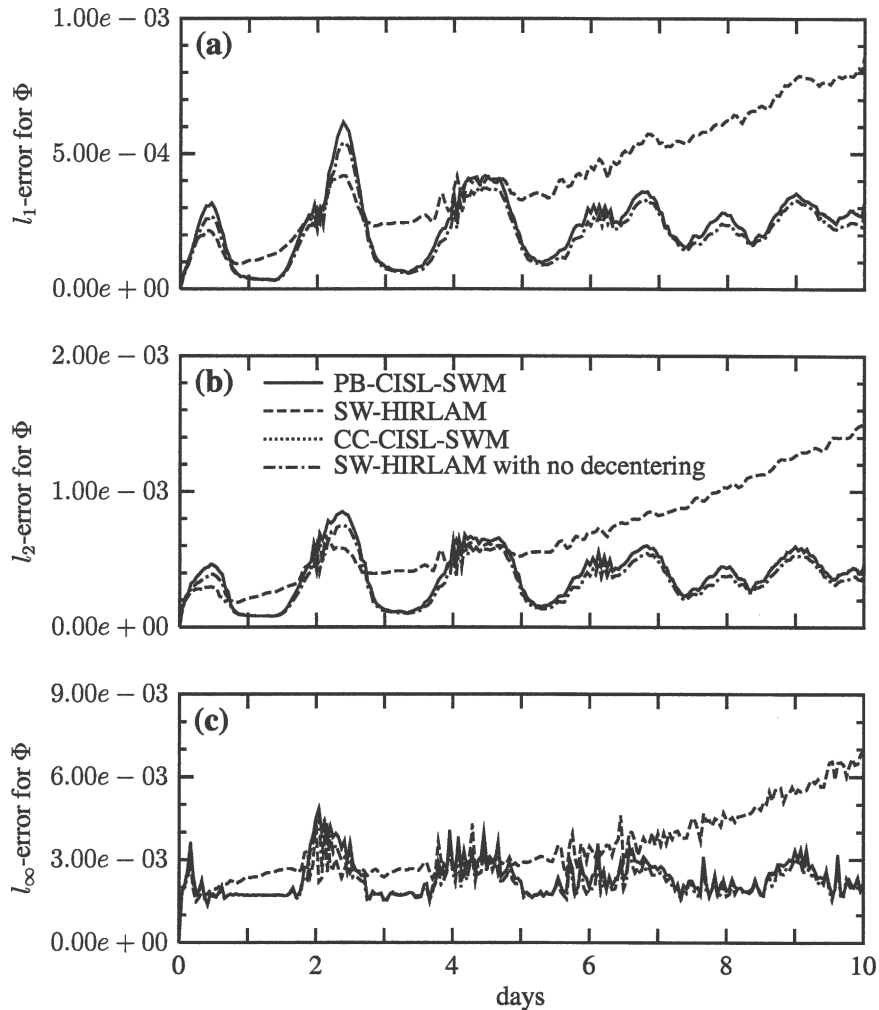 1.00e − 03
(a)
5.00e − 04
l₁-error for Φ
0.00e + 00
2.00e − 03
(b)
PB-CISL-SWM
SW-HIRLAM
CC-CISL-SWM
SW-HIRLAM with no decentering
1.00e − 03
l₂-error for Φ
0.00e + 00
9.00e − 03
(c)
6.00e − 03
l∞-error for Φ
3.00e − 03
0.00e + 00
0 2 4 6 8 10
days